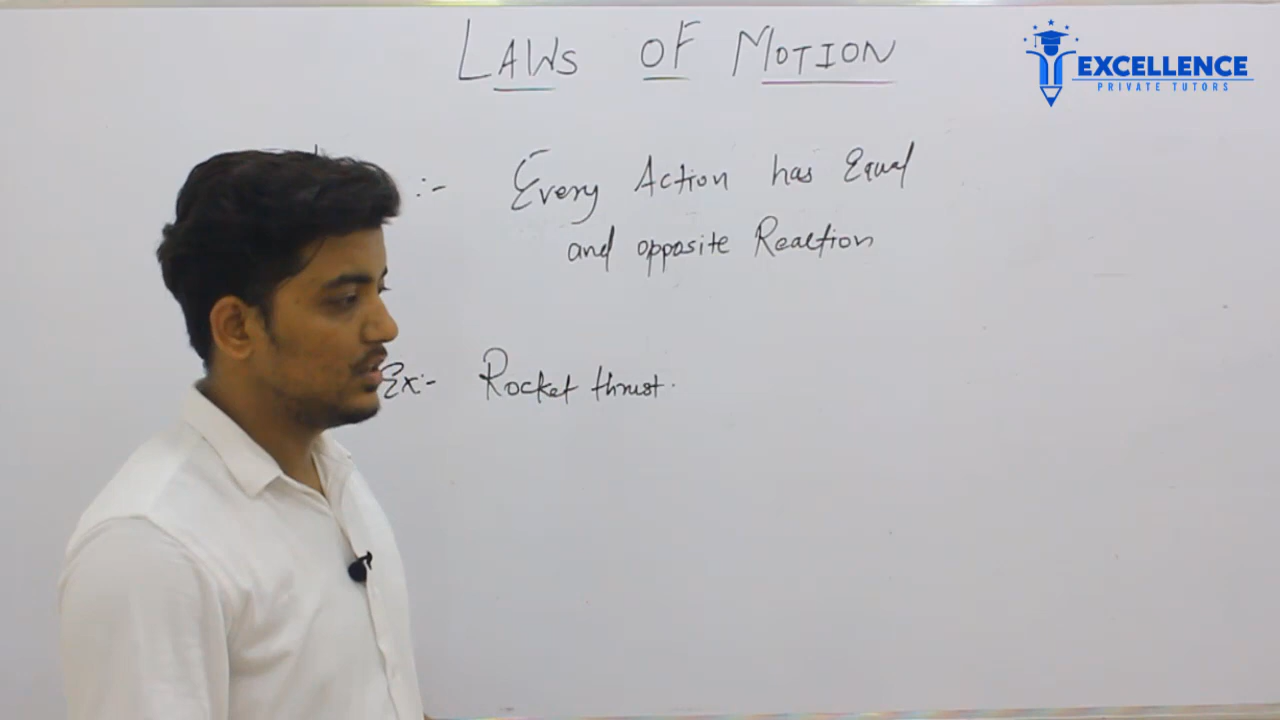 LAWS OF MOTION
EXCELLENCE
PRIVATE TUTORS
:- Every Action has Equal
and opposite Reaction
Ex:- Rocket thrust.